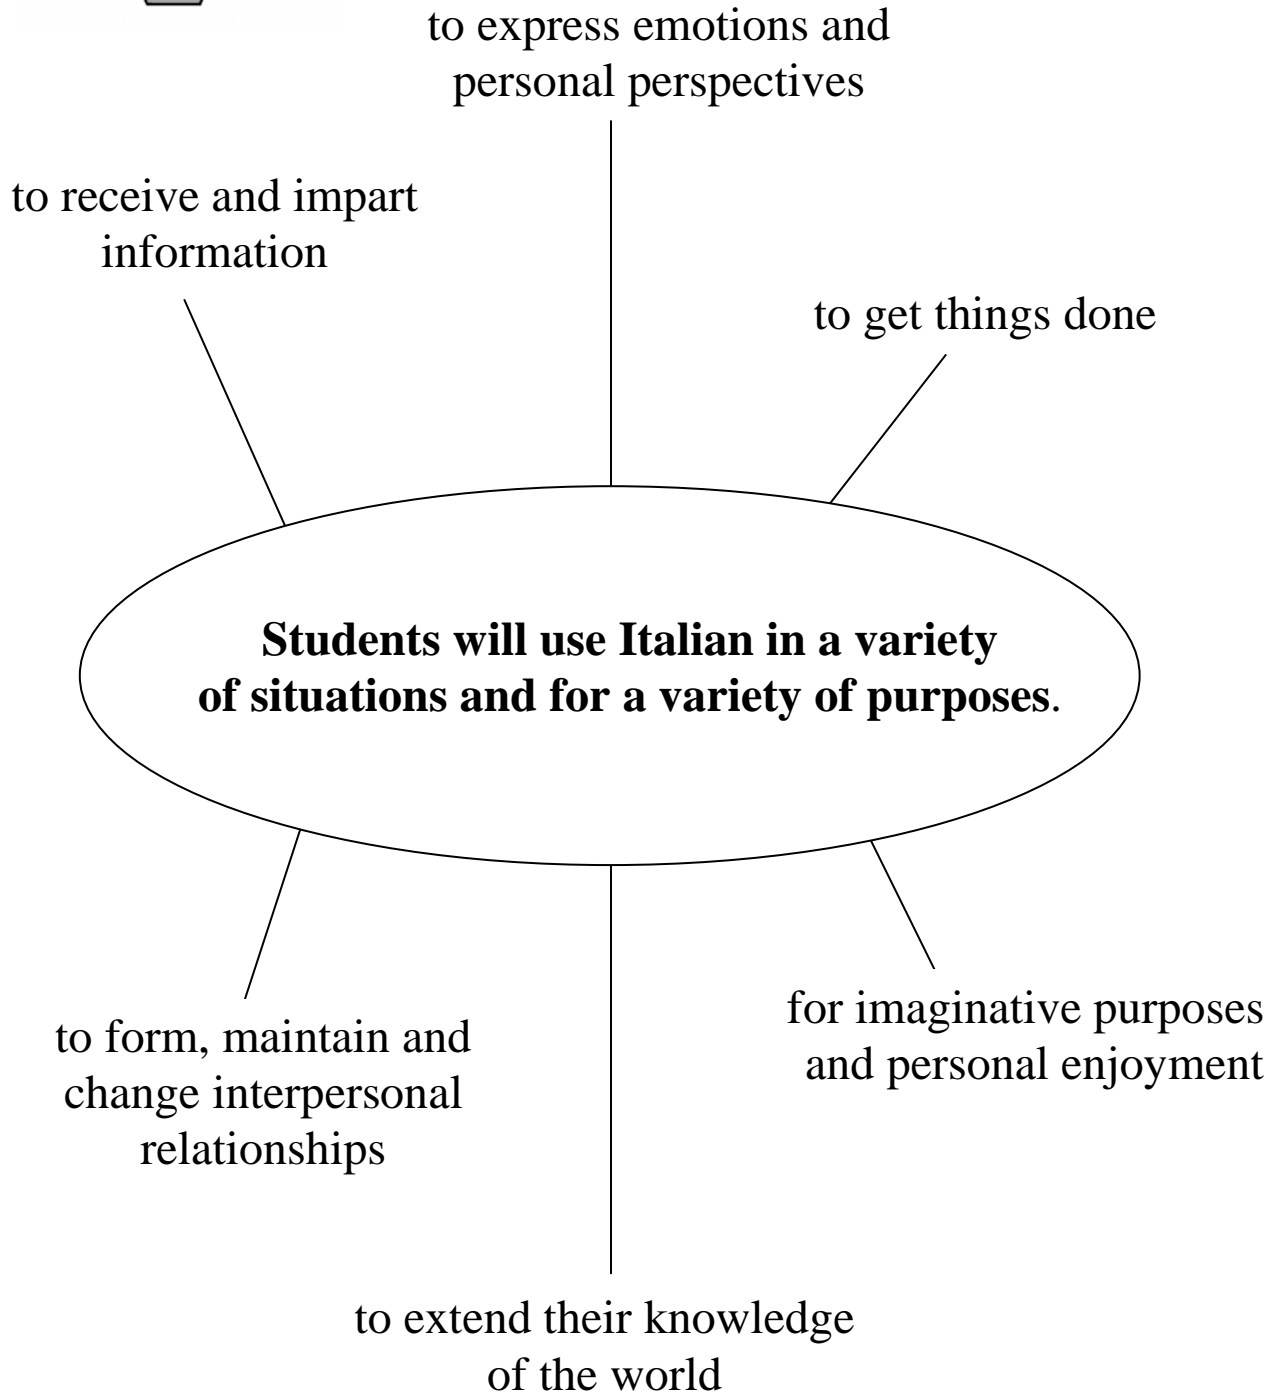 to express emotions and
personal perspectives
to receive and impart
information
to get things done
Students will use Italian in a variety
of situations and for a variety of purposes.
for imaginative purposes
and personal enjoyment
to form, maintain and
change interpersonal
relationships
to extend their knowledge
of the world